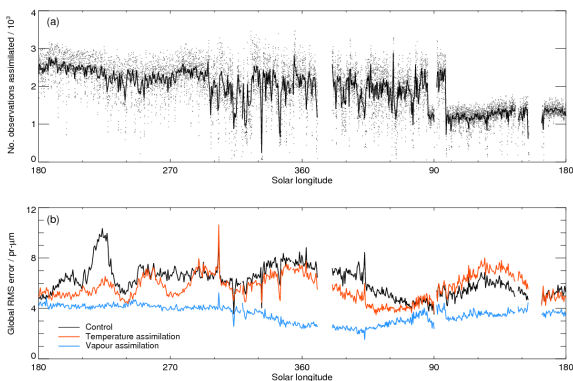 (a)
No. observations assimilated / 10³
4
3
2
1
0
180
270
360
90
180
Solar longitude
(b)
Global RMS error / pr-μm
12
8
4
0
Control
Temperature assimilation
Vapour assimilation
180
270
360
90
180
Solar longitude